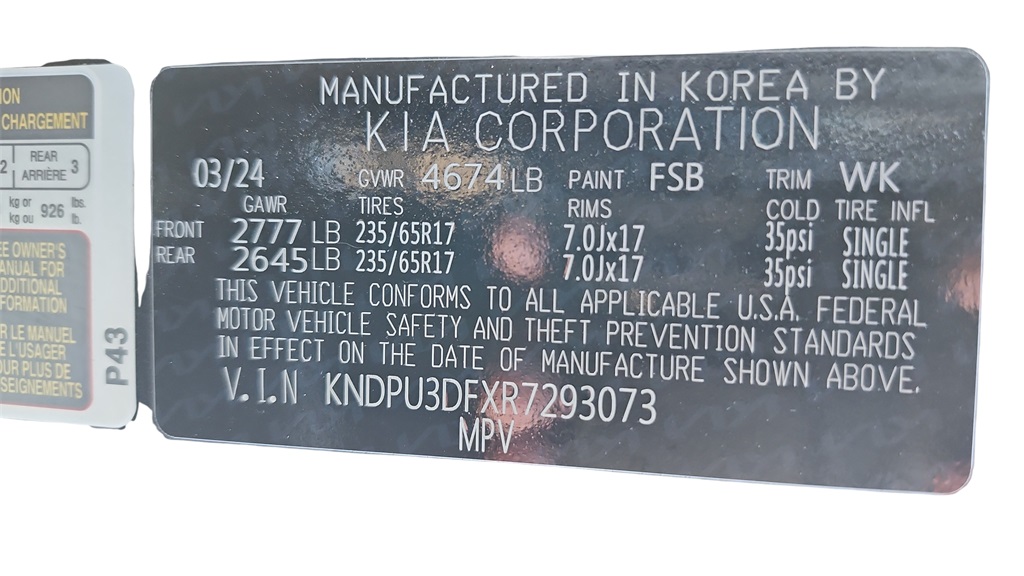 ION
CHARGEMENT
2 REAR 3
ARRIÈRE
kg or 926 lbs.
kg ou lb.
EE OWNER'S
ANUAL FOR
DDITIONAL
FORMATION
R LE MANUEL
E L'USAGER
OUR PLUS DE
SEIGNEMENTS
P43
MANUFACTURED IN KOREA BY
KIA CORPORATION
03/24 GVWR 4674 LB PAINT FSB TRIM WK
GAWR TIRES RIMS COLD TIRE INFL
FRONT 2777 LB 235/65R17 7.0Jx17 35psi SINGLE
REAR 2645 LB 235/65R17 7.0Jx17 35psi SINGLE
THIS VEHICLE CONFORMS TO ALL APPLICABLE U.S.A. FEDERAL
MOTOR VEHICLE SAFETY AND THEFT PREVENTION STANDARDS
IN EFFECT ON THE DATE OF MANUFACTURE SHOWN ABOVE.
V.I.N KNDPU3DFXR7293073
MPV